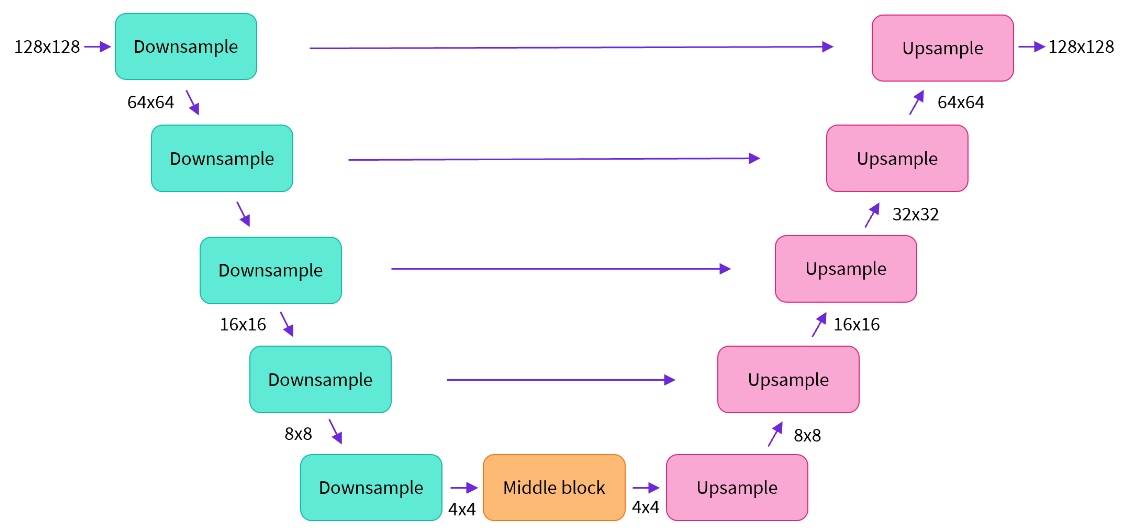 128x128
Downsample
Upsample
128x128
64x64
64x64
Downsample
Upsample
32x32
Downsample
Upsample
16x16
16x16
Downsample
Upsample
8x8
8x8
Downsample
4x4
Middle block
4x4
Upsample